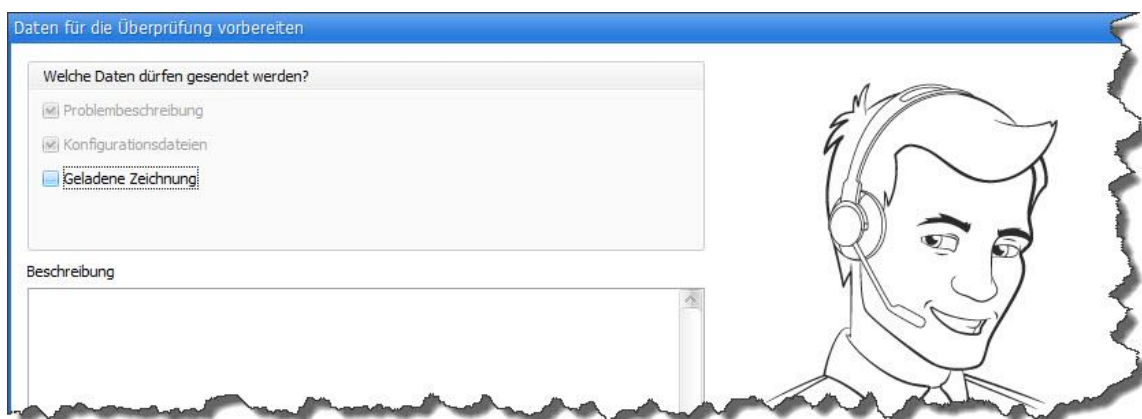 Daten für die Überprüfung vorbereiten
Welche Daten dürfen gesendet werden?
Problembeschreibung
Konfigurationsdateien
Geladene Zeichnung
Beschreibung